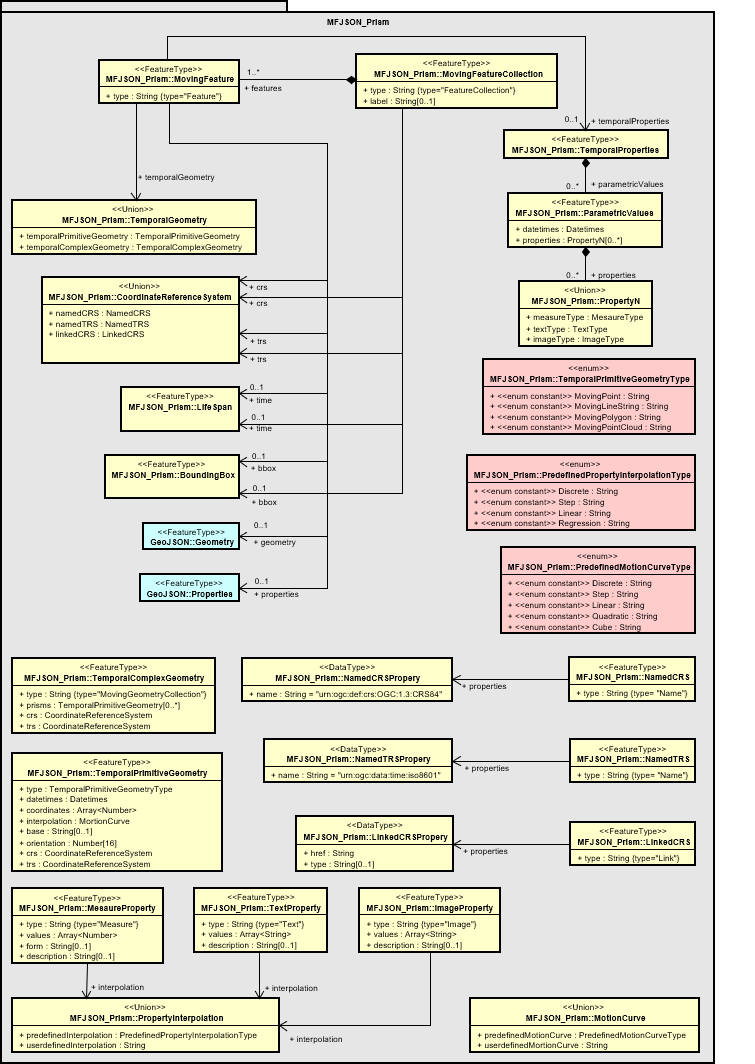 MFJSON_Prism
<<FeatureType>>
MFJSON_Prism::MovingFeature
+ type : String {type="Feature"}
1..*
+ features
<<FeatureType>>
MFJSON_Prism::MovingFeatureCollection
+ type : String {type="FeatureCollection"}
+ label : String[0..1]
0..1
+ temporalProperties
<<FeatureType>>
MFJSON_Prism::TemporalProperties
0..*
+ parametricValues
<<FeatureType>>
MFJSON_Prism::ParametricValues
+ datetimes : Datetimes
+ properties : PropertyN[0..*]
0..*
+ properties
<<Union>>
MFJSON_Prism::PropertyN
+ measureType : MesaureType
+ textType : TextType
+ imageType : ImageType
+ temporalGeometry
<<Union>>
MFJSON_Prism::TemporalGeometry
+ temporalPrimitiveGeometry : TemporalPrimitiveGeometry
+ temporalComplexGeometry : TemporalComplexGeometry
<<Union>>
MFJSON_Prism::CoordinateReferenceSystem
+ namedCRS : NamedCRS
+ namedTRS : NamedTRS
+ linkedCRS : LinkedCRS
+ crs
+ crs
+ trs
+ trs
<<FeatureType>>
MFJSON_Prism::LifeSpan
0..1
+ time
0..1
+ time
<<FeatureType>>
MFJSON_Prism::BoundingBox
0..1
+ bbox
0..1
+ bbox
<<FeatureType>>
GeoJSON::Geometry
0..1
+ geometry
<<FeatureType>>
GeoJSON::Properties
0..1
+ properties
<<enum>>
MFJSON_Prism::TemporalPrimitiveGeometryType
+ <<enum constant>> MovingPoint : String
+ <<enum constant>> MovingLineString : String
+ <<enum constant>> MovingPolygon : String
+ <<enum constant>> MovingPointCloud : String
<<enum>>
MFJSON_Prism::PredefinedPropertyInterpolationType
+ <<enum constant>> Discrete : String
+ <<enum constant>> Step : String
+ <<enum constant>> Linear : String
+ <<enum constant>> Regression : String
<<enum>>
MFJSON_Prism::PredefinedMotionCurveType
+ <<enum constant>> Discrete : String
+ <<enum constant>> Step : String
+ <<enum constant>> Linear : String
+ <<enum constant>> Quadratic : String
+ <<enum constant>> Cube : String
<<FeatureType>>
MFJSON_Prism::TemporalComplexGeometry
+ type : String {type="MovingGeometryCollection"}
+ prisms : TemporalPrimitiveGeometry[0..*]
+ crs : CoordinateReferenceSystem
+ trs : CoordinateReferenceSystem
<<DataType>>
MFJSON_Prism::NamedCRSPropery
+ name : String = "urn:ogc:def:crs:OGC:1.3:CRS84"
+ properties
<<FeatureType>>
MFJSON_Prism::NamedCRS
+ type : String {type= "Name"}
<<FeatureType>>
MFJSON_Prism::TemporalPrimitiveGeometry
+ type : TemporalPrimitiveGeometryType
+ datetimes : Datetimes
+ coordinates : Array<Number>
+ interpolation : MortionCurve
+ base : String[0..1]
+ orientation : Number[16]
+ crs : CoordinateReferenceSystem
+ trs : CoordinateReferenceSystem
<<DataType>>
MFJSON_Prism::NamedTRSPropery
+ name : String = "urn:ogc:data:time:iso8601"
+ properties
<<FeatureType>>
MFJSON_Prism::NamedTRS
+ type : String {type= "Name"}
<<DataType>>
MFJSON_Prism::LinkedCRSPropery
+ href : String
+ type : String[0..1]
+ properties
<<FeatureType>>
MFJSON_Prism::LinkedCRS
+ type : String {type="Link"}
<<FeatureType>>
MFJSON_Prism::MesaureProperty
+ type : String {type="Measure"}
+ values : Array<Number>
+ form : String[0..1]
+ description : String[0..1]
<<FeatureType>>
MFJSON_Prism::TextProperty
+ type : String {type="Text"}
+ values : Array<String>
+ description : String[0..1]
<<FeatureType>>
MFJSON_Prism::ImageProperty
+ type : String {type="Image"}
+ values : Array<String>
+ description : String[0..1]
+ interpolation
+ interpolation
+ interpolation
<<Union>>
MFJSON_Prism::PropertyInterpolation
+ predefinedInterpolation : PredefinedPropertyInterpolationType
+ userdefinedInterpolation : String
<<Union>>
MFJSON_Prism::MotionCurve
+ predefinedMotionCurve : PredefinedMotionCurveType
+ userdefinedMortionCurve : String